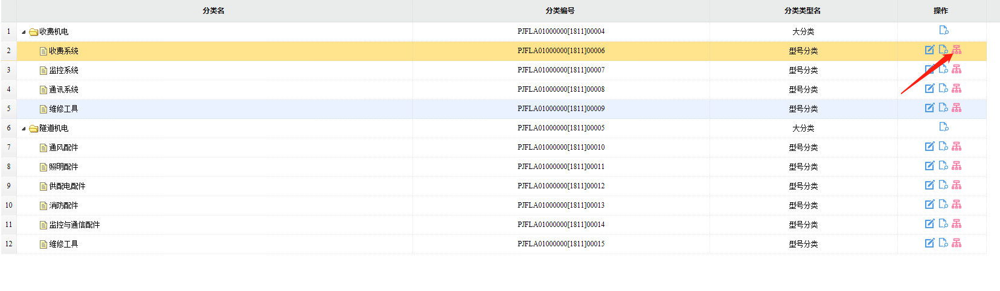 分类名 分类编号 分类类型名 操作
1 收费机电 PJFLA01000000[1811]00004 大分类
2 收费系统 PJFLA01000000[1811]00006 型号分类
3 监控系统 PJFLA01000000[1811]00007 型号分类
4 通讯系统 PJFLA01000000[1811]00008 型号分类
5 维修工具 PJFLA01000000[1811]00009 型号分类
6 隧道机电 PJFLA01000000[1811]00005 大分类
7 通风配件 PJFLA01000000[1811]00010 型号分类
8 照明配件 PJFLA01000000[1811]00011 型号分类
9 供配电配件 PJFLA01000000[1811]00012 型号分类
10 消防配件 PJFLA01000000[1811]00013 型号分类
11 监控与通信配件 PJFLA01000000[1811]00014 型号分类
12 维修工具 PJFLA01000000[1811]00015 型号分类